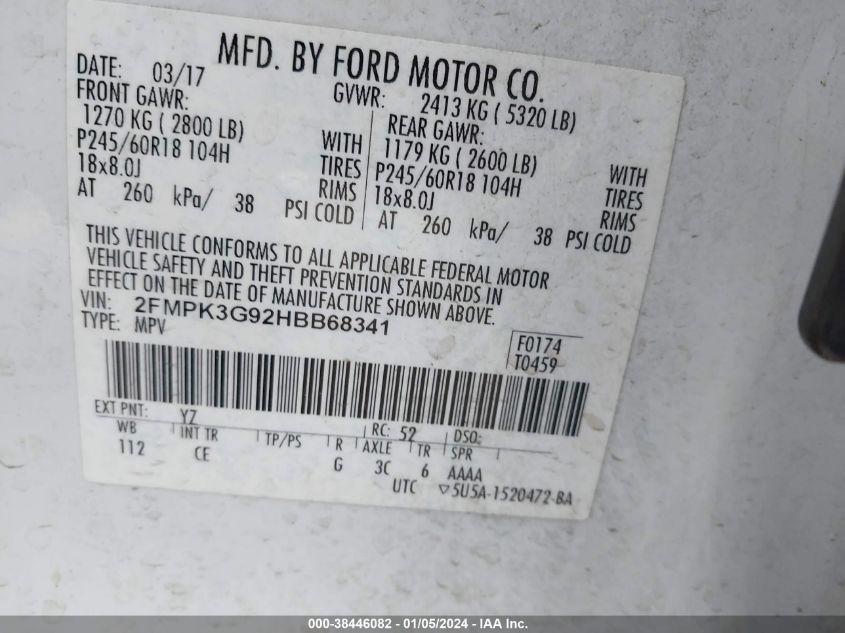 MFD. BY FORD MOTOR CO.
DATE: 03/17 GVWR: 2413 KG ( 5320 LB)
FRONT GAWR: REAR GAWR:
1270 KG ( 2800 LB) WITH 1179 KG ( 2600 LB) WITH
P245/60R18 104H TIRES P245/60R18 104H TIRES
18x8.0J RIMS 18x8.0J RIMS
AT 260 kPa/ 38 PSI COLD AT 260 kPa/ 38 PSI COLD
THIS VEHICLE CONFORMS TO ALL APPLICABLE FEDERAL MOTOR
VEHICLE SAFETY AND THEFT PREVENTION STANDARDS IN
EFFECT ON THE DATE OF MANUFACTURE SHOWN ABOVE.
VIN: 2FMPK3G92HBB68341
TYPE: MPV
F0174
T0459
EXT PNT: YZ RC: 52 DSO:
WB INT TR TP/PS R AXLE TR SPR
112 CE G 3C 6 AAAA
UTC ▽5U5A-1520472-BA
000-38446082 - 01/05/2024 - IAA Inc.